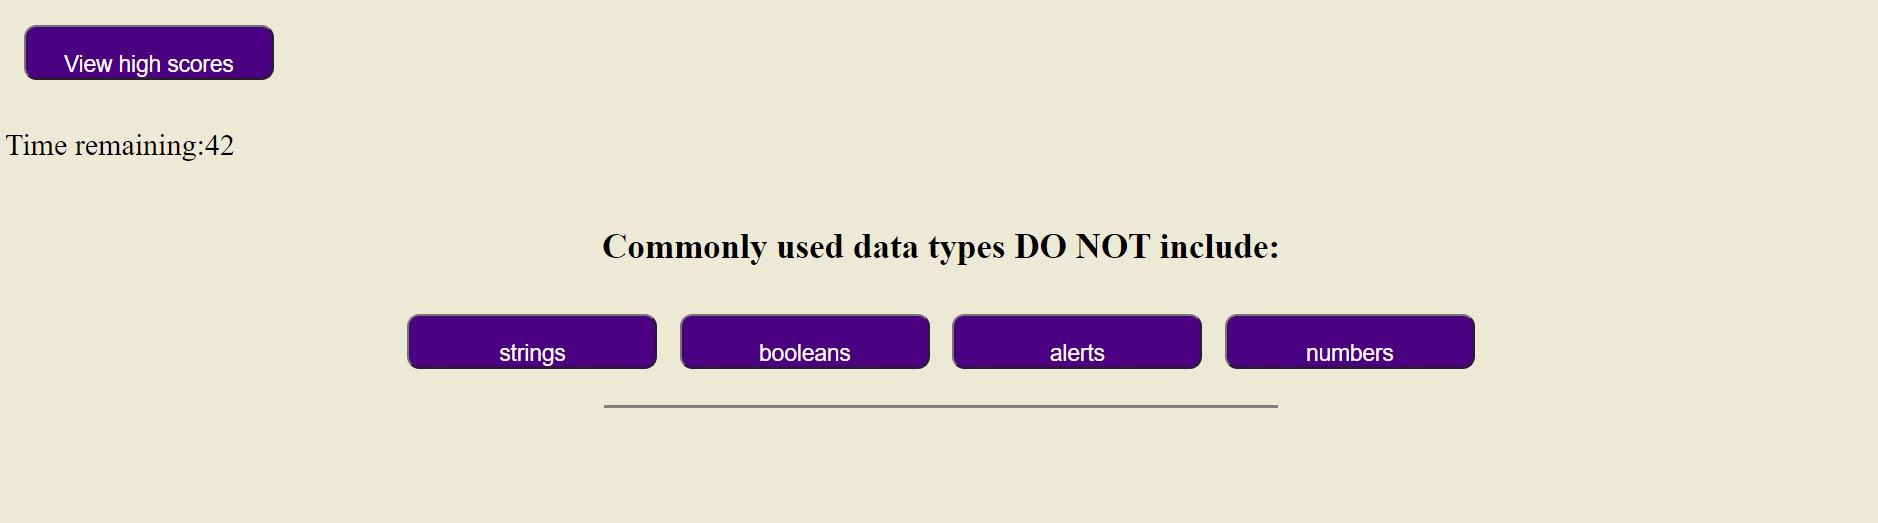 View high scores
Time remaining:42
Commonly used data types DO NOT include:
strings booleans alerts numbers